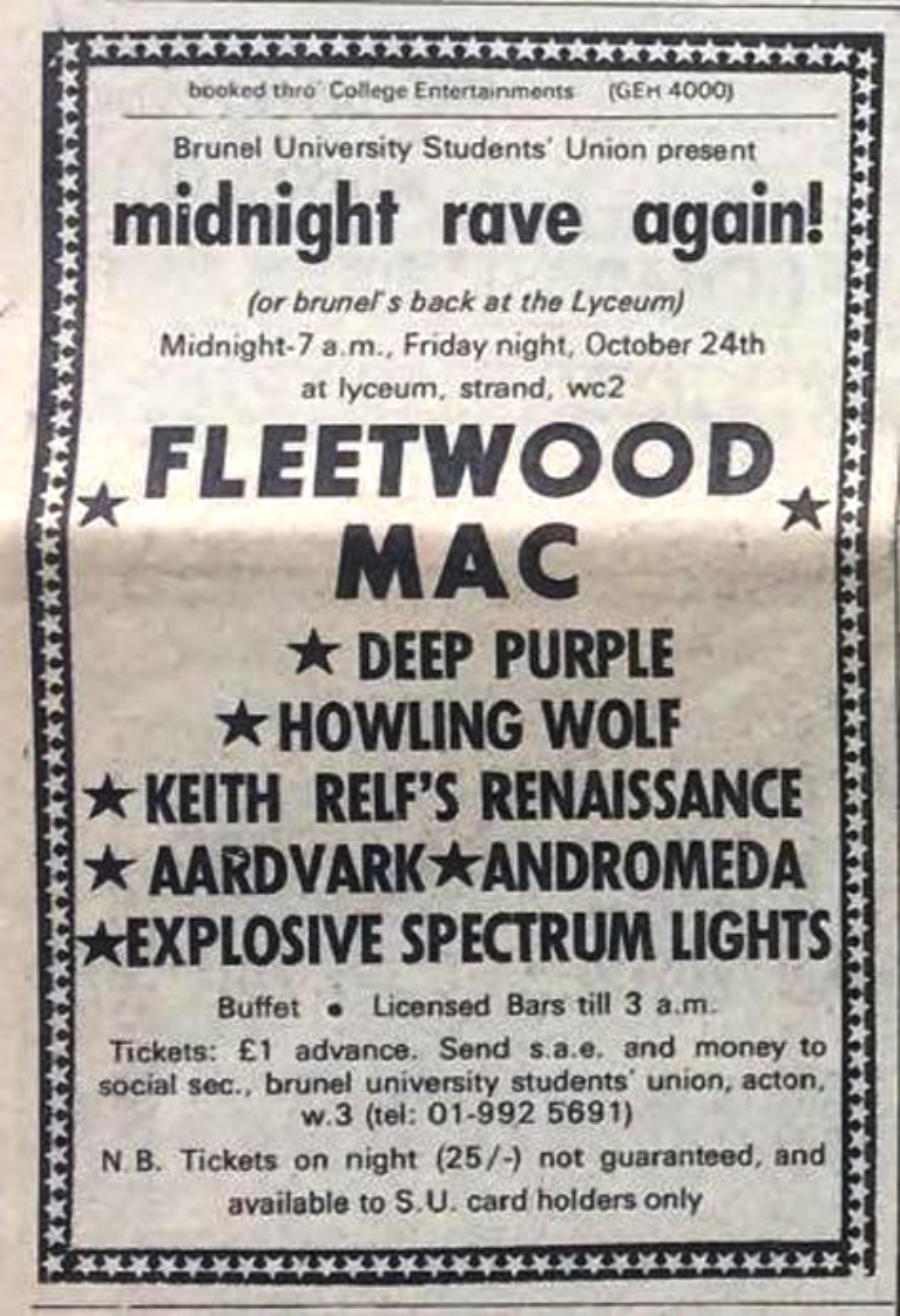 booked thro' College Entertainments (GEH 4000)
Brunel University Students' Union present
midnight rave again!
(or brunel's back at the Lyceum)
Midnight-7 a.m., Friday night, October 24th
at lyceum, strand, wc2
FLEETWOOD
MAC
★ DEEP PURPLE
★ HOWLING WOLF
★ KEITH RELF'S RENAISSANCE
★ AARDVARK ★ ANDROMEDA
★ EXPLOSIVE SPECTRUM LIGHTS
Buffet • Licensed Bars till 3 a.m.
Tickets: £1 advance. Send s.a.e. and money to
social sec., brunel university students' union, acton,
w.3 (tel: 01-992 5691)
N.B. Tickets on night (25/-) not guaranteed, and
available to S.U. card holders only